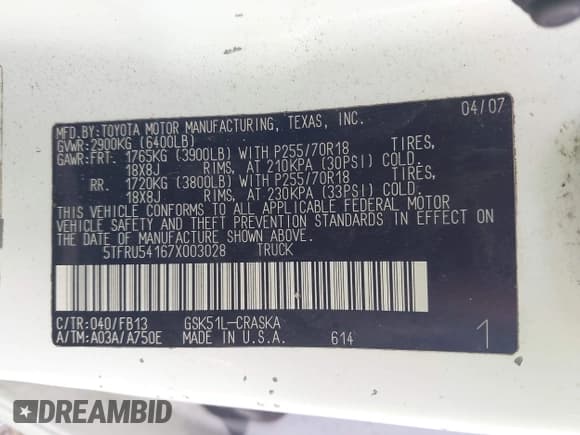 MFD.BY:TOYOTA MOTOR MANUFACTURING, TEXAS, INC. 04/07
GVWR:2900KG (6400LB)
GAWR:FRT. 1765KG (3900LB) WITH P255/70R18 TIRES,
18X8J RIMS, AT 210KPA (30PSI) COLD.
RR. 1720KG (3800LB) WITH P255/70R18 TIRES,
18X8J RIMS, AT 230KPA (33PSI) COLD.
THIS VEHICLE CONFORMS TO ALL APPLICABLE FEDERAL MOTOR
VEHICLE SAFETY AND THEFT PREVENTION STANDARDS IN EFFECT
ON THE DATE OF MANUFACTURE SHOWN ABOVE.
5TFRU54167X003028 TRUCK
C/TR:040/FB13 GSK51L-CRASKA
A/TM:A03A/A750E MADE IN U.S.A. 614 1
DREAMBID